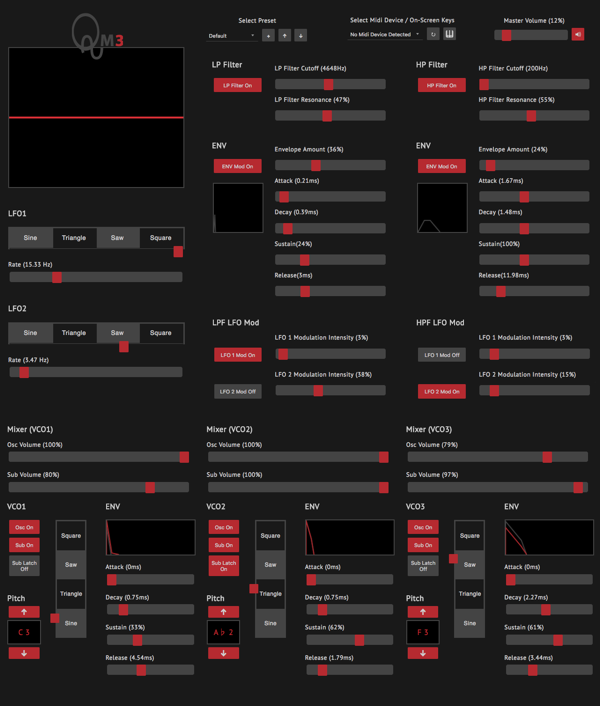 QM3
Select Preset
Select Midi Device / On-Screen Keys
Master Volume (12%)
Default
No Midi Device Detected
LP Filter
LP Filter On
LP Filter Cutoff (4648Hz)
LP Filter Resonance (47%)
HP Filter
HP Filter On
HP Filter Cutoff (200Hz)
HP Filter Resonance (55%)
ENV
ENV Mod On
Envelope Amount (36%)
Attack (0.21ms)
Decay (0.39ms)
Sustain(24%)
Release(3ms)
ENV
ENV Mod On
Envelope Amount (24%)
Attack (1.67ms)
Decay (1.48ms)
Sustain(100%)
Release(11.98ms)
LFO1
Sine
Triangle
Saw
Square
Rate (15.33 Hz)
LFO2
Sine
Triangle
Saw
Square
Rate (3.47 Hz)
LPF LFO Mod
LFO 1 Mod On
LFO 2 Mod Off
LFO 1 Modulation Intensity (3%)
LFO 2 Modulation Intensity (38%)
HPF LFO Mod
LFO 1 Mod Off
LFO 2 Mod On
LFO 1 Modulation Intensity (3%)
LFO 2 Modulation Intensity (15%)
Mixer (VCO1)
Osc Volume (100%)
Sub Volume (80%)
Mixer (VCO2)
Osc Volume (100%)
Sub Volume (100%)
Mixer (VCO3)
Osc Volume (79%)
Sub Volume (97%)
VCO1
Osc On
Sub On
Sub Latch
Off
Pitch
C 3
Square
Saw
Triangle
Sine
ENV
Attack (0ms)
Decay (0.75ms)
Sustain (33%)
Release (4.54ms)
VCO2
Osc On
Sub On
Sub Latch
On
Pitch
A♭ 2
Square
Saw
Triangle
Sine
ENV
Attack (0ms)
Decay (0.75ms)
Sustain (62%)
Release (1.79ms)
VCO3
Osc On
Sub On
Sub Latch
Off
Pitch
F 3
Square
Saw
Triangle
Sine
ENV
Attack (0ms)
Decay (2.27ms)
Sustain (61%)
Release (3.44ms)